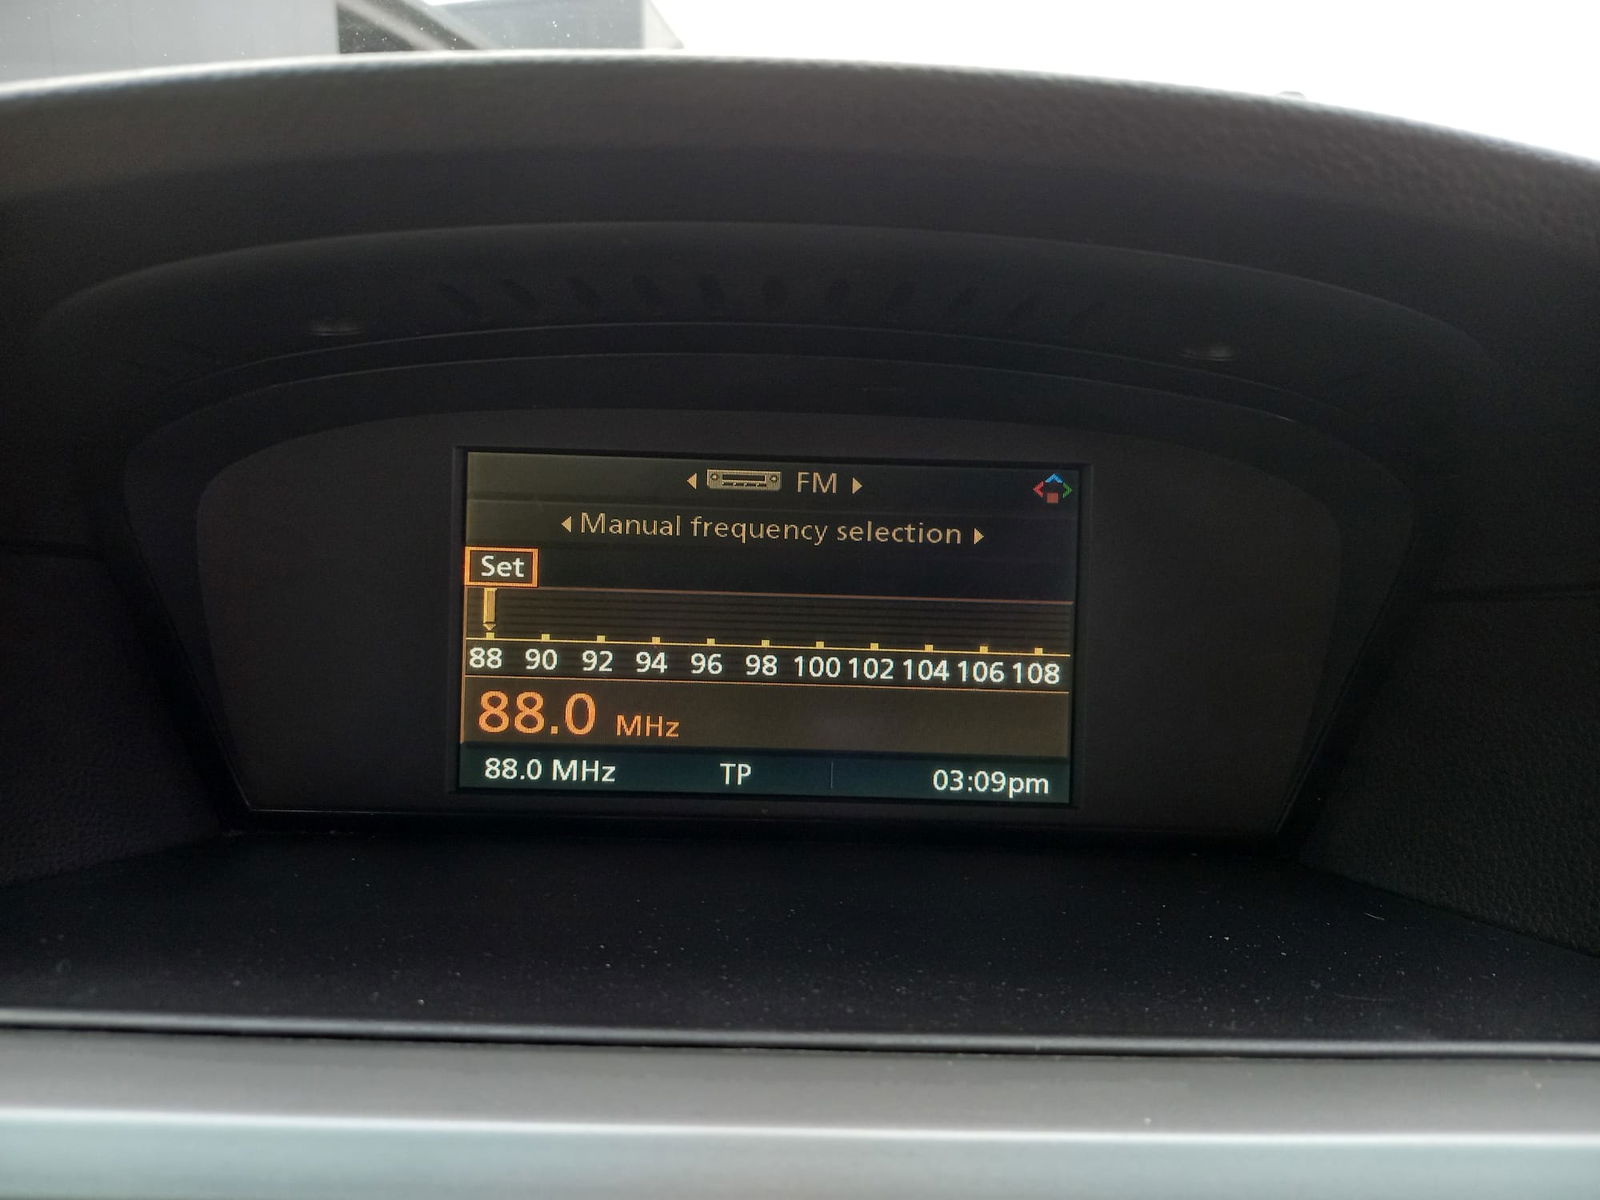 FM
Manual frequency selection
Set
88 90 92 94 96 98 100 102 104 106 108
88.0 MHz
88.0 MHz TP 03:09pm